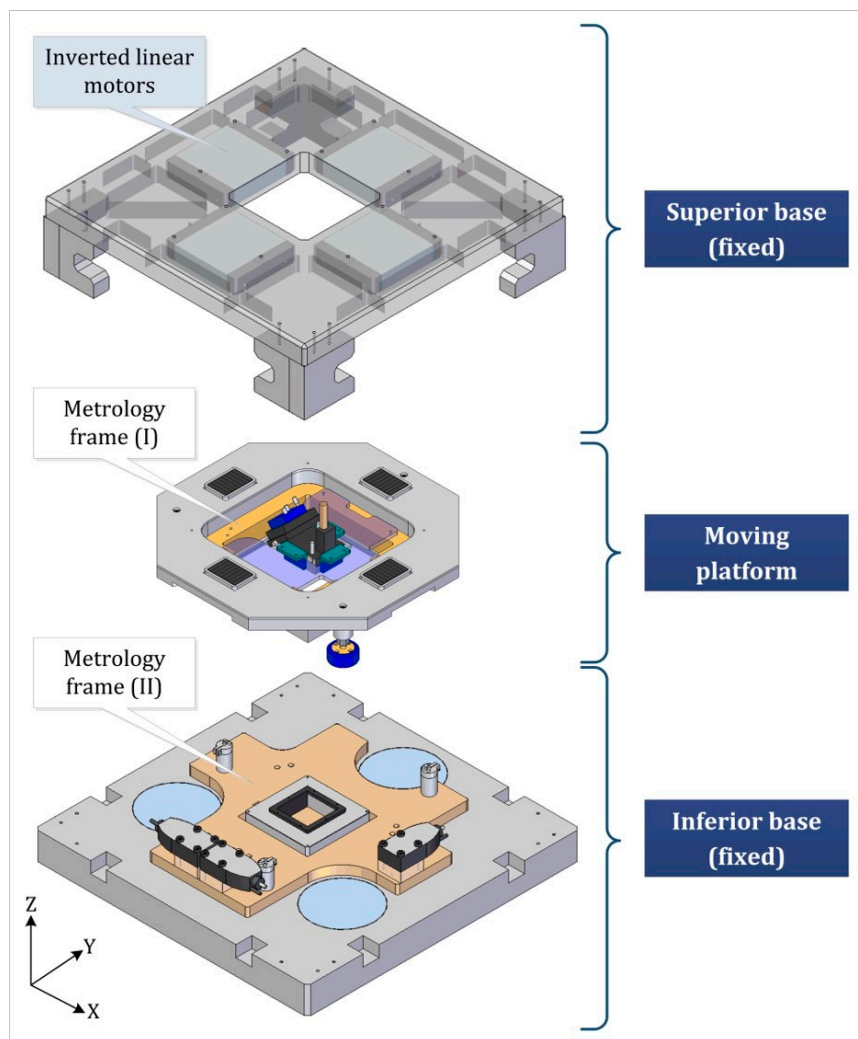 Inverted linear
motors
Superior base
(fixed)
Metrology
frame (I)
Moving
platform
Metrology
frame (II)
Inferior base
(fixed)
Z
Y
X